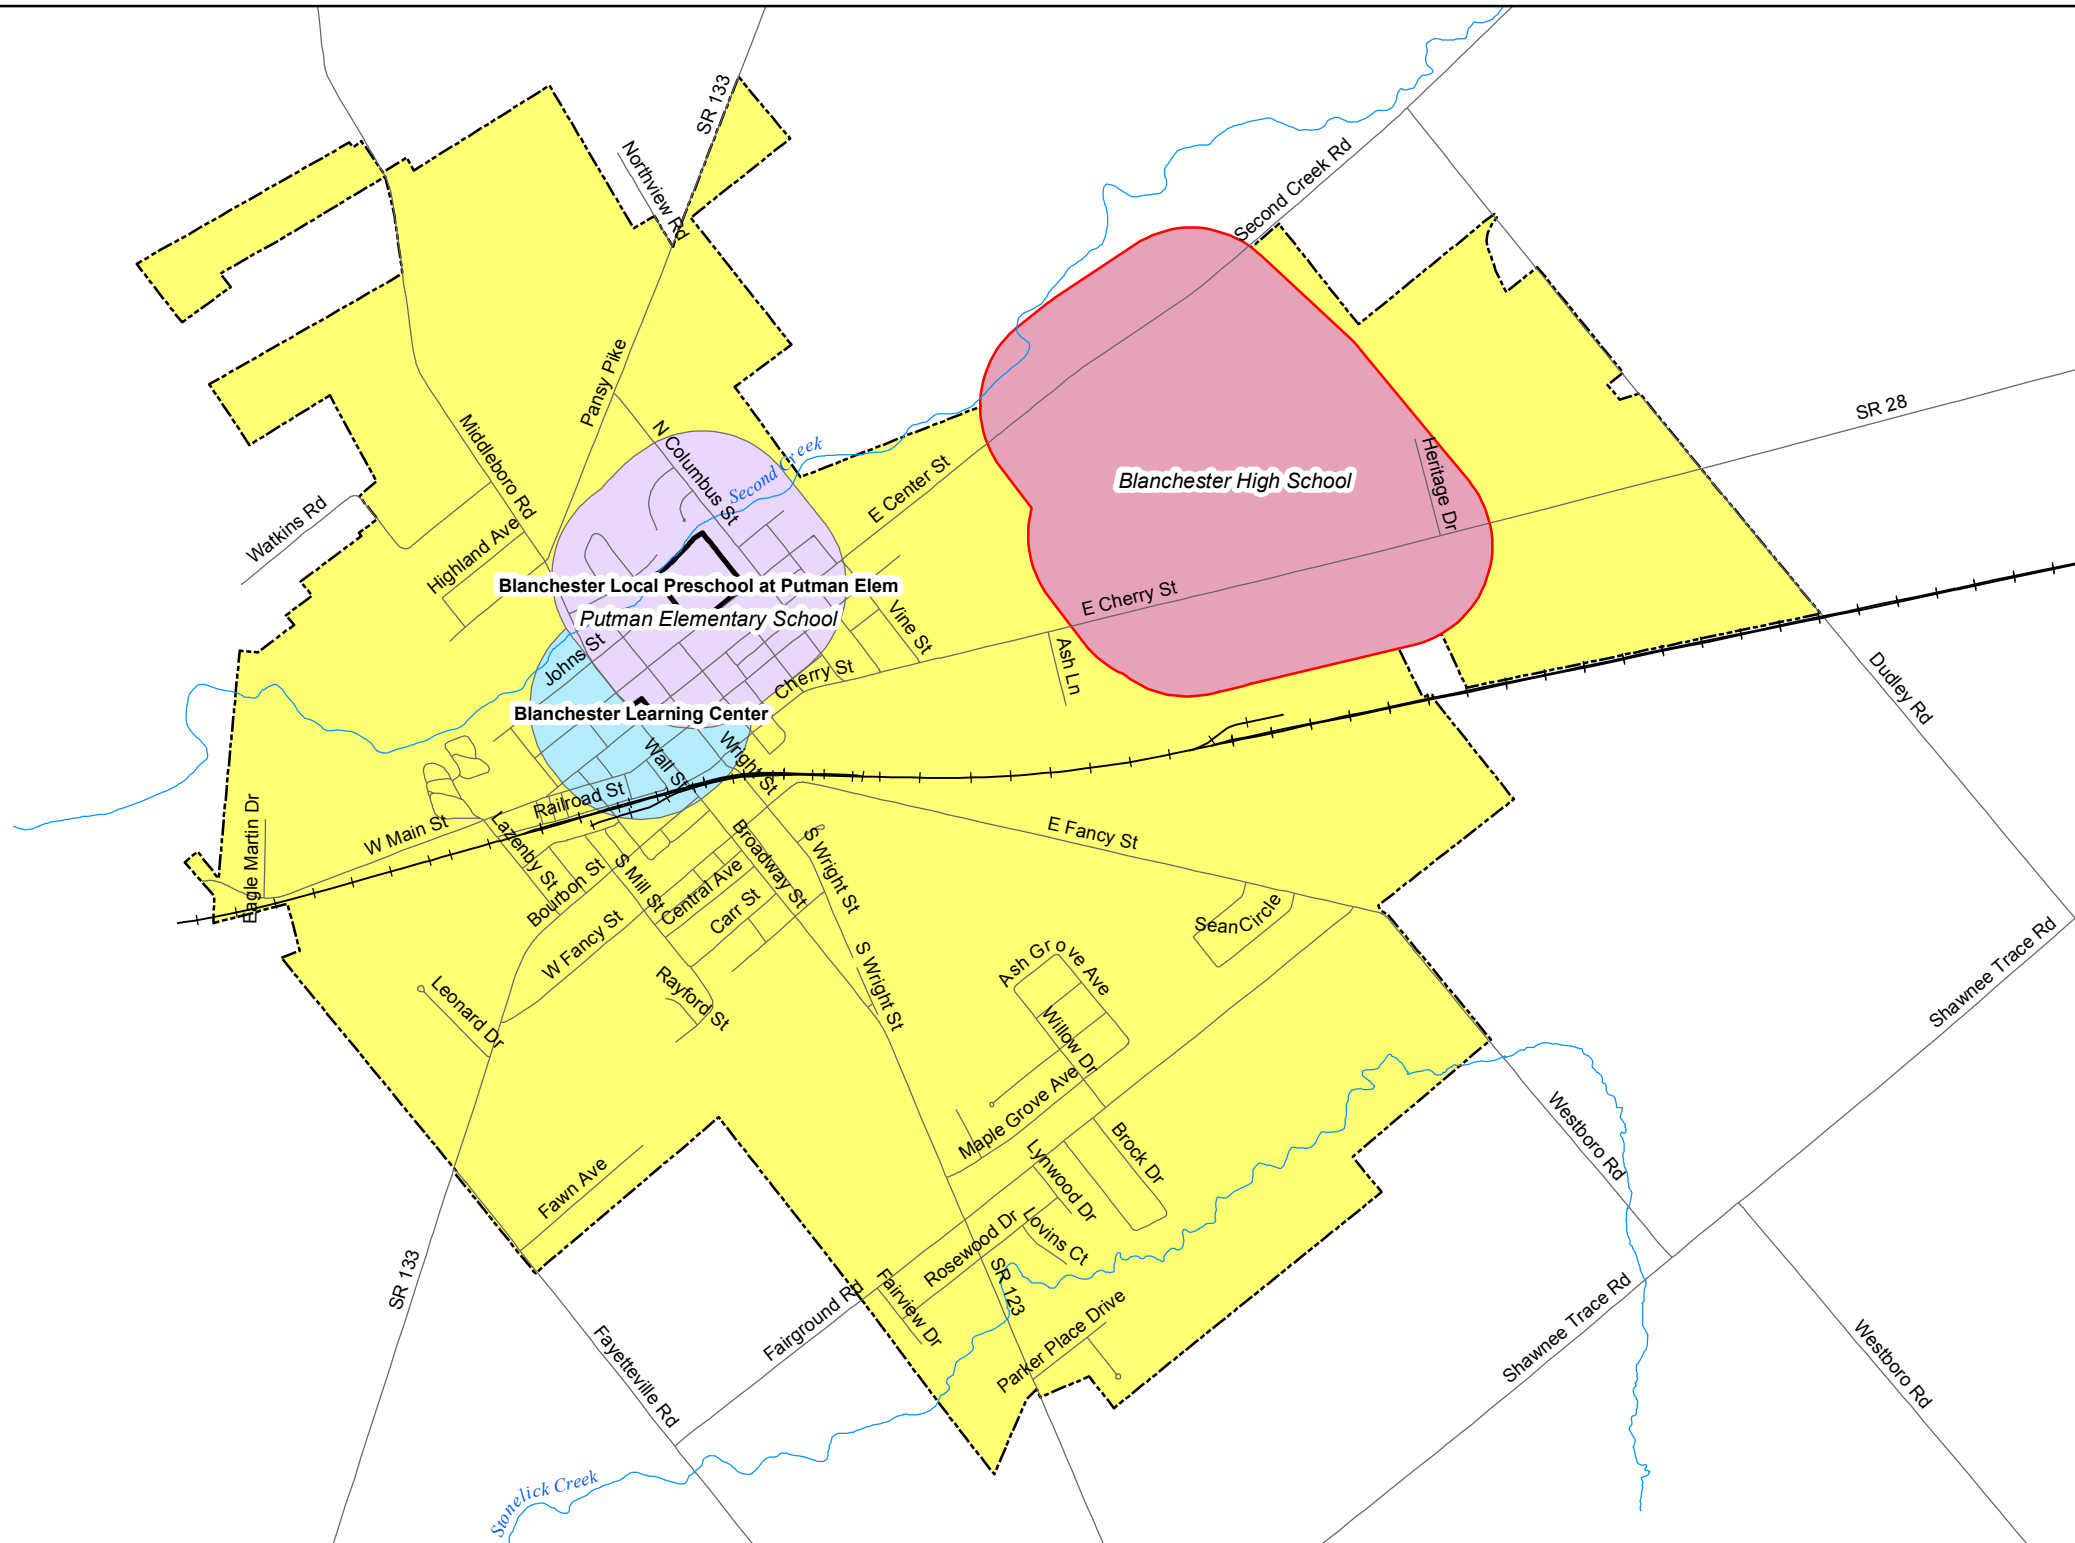 SR 133
Northview Rd
Second Creek Rd
Pansy Pike
SR 28
Middleboro Rd
N Columbus St
Second Creek
E Center St
Heritage Dr
Blanchester High School
Watkins Rd
Highland Ave
Blanchester Local Preschool at Putman Elem
Putman Elementary School
Vine St
E Cherry St
Johns St
Cherry St
Ash Ln
Dudley Rd
Blanchester Learning Center
Wall St
Wright St
Railroad St
W Main St
Eagle Martin Dr
Lazenby St
Bourbon St
S Mill St
Broadway St
S Wright St
E Fancy St
Central Ave
Carr St
W Fancy St
Sean Circle
S Wright St
Ash Grove Ave
Shawnee Trace Rd
Leonard Dr
Rayford St
Willow Dr
Maple Grove Ave
Brock Dr
Westboro Rd
Lynwood Dr
Fawn Ave
Rosewood Dr
Lovins Ct
SR 133
SR 123
Fairview Dr
Fairground Rd
Parker Place Drive
Shawnee Trace Rd
Fayetteville Rd
Westboro Rd
Stonelick Creek